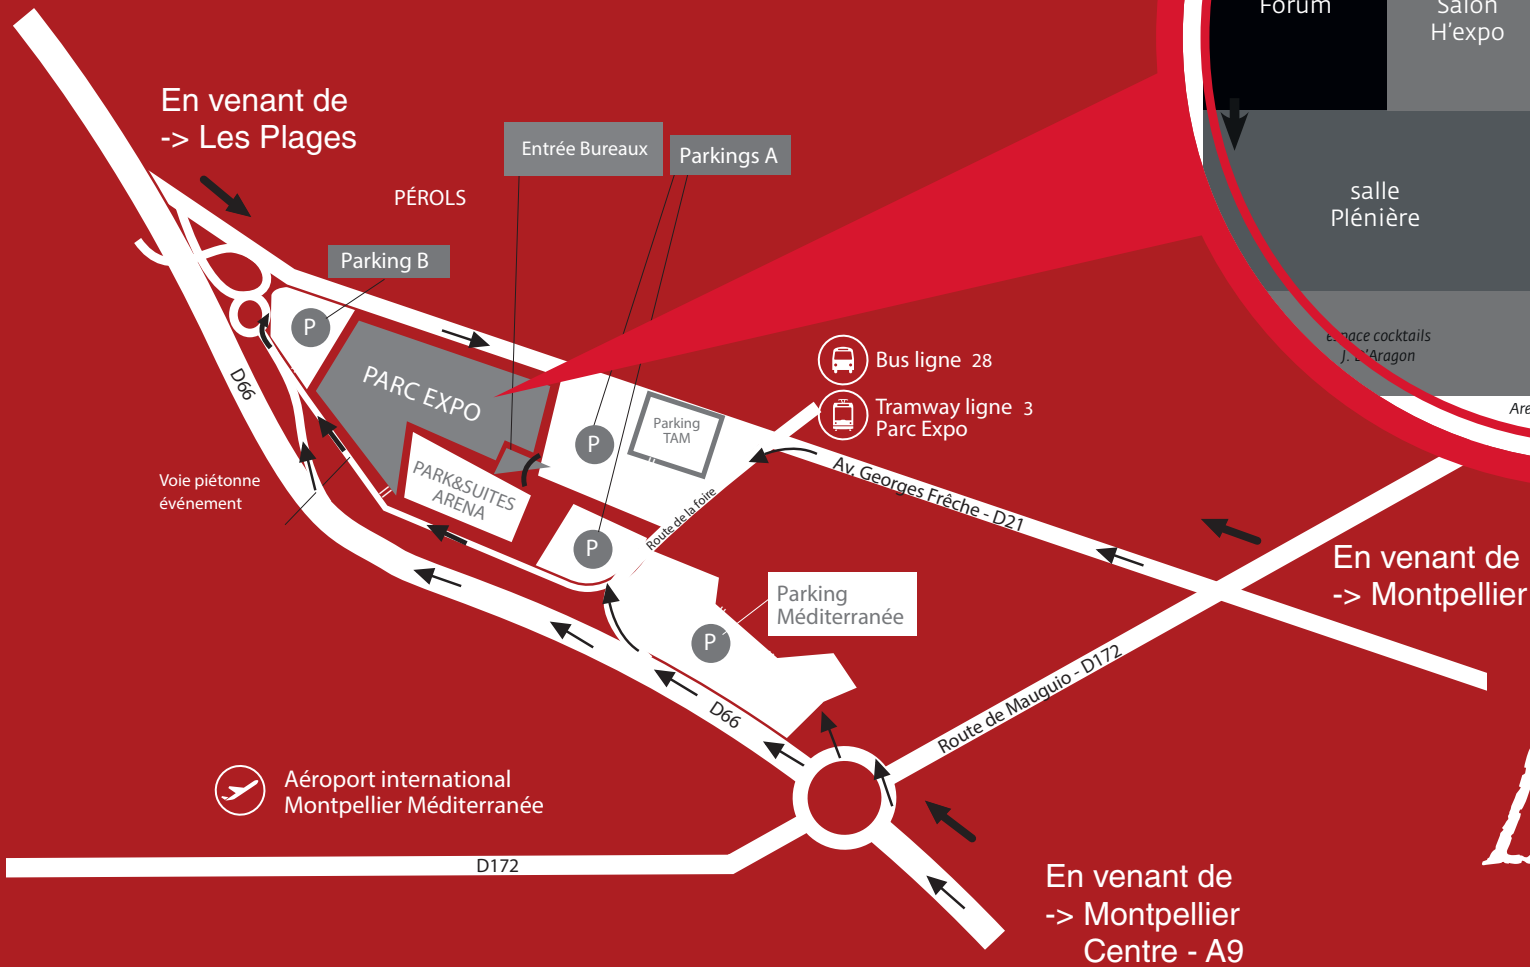 Forum
Salon
H'expo
En venant de
-> Les Plages
Entrée Bureaux
Parkings A
PÉROLS
salle
Plénière
Parking B
P
espace cocktails
J. D'Aragon
Bus ligne 28
PARC EXPO
Tramway ligne 3
Parc Expo
D66
Parking
TAM
P
Av. Georges Frêche - D21
Voie piétonne
événement
PARK&SUITES
ARENA
Route de la foire
P
En venant de
-> Montpellier
Parking
Méditerranée
P
Route de Mauguio - D172
D66
Aéroport international
Montpellier Méditerranée
D172
En venant de
-> Montpellier
Centre - A9